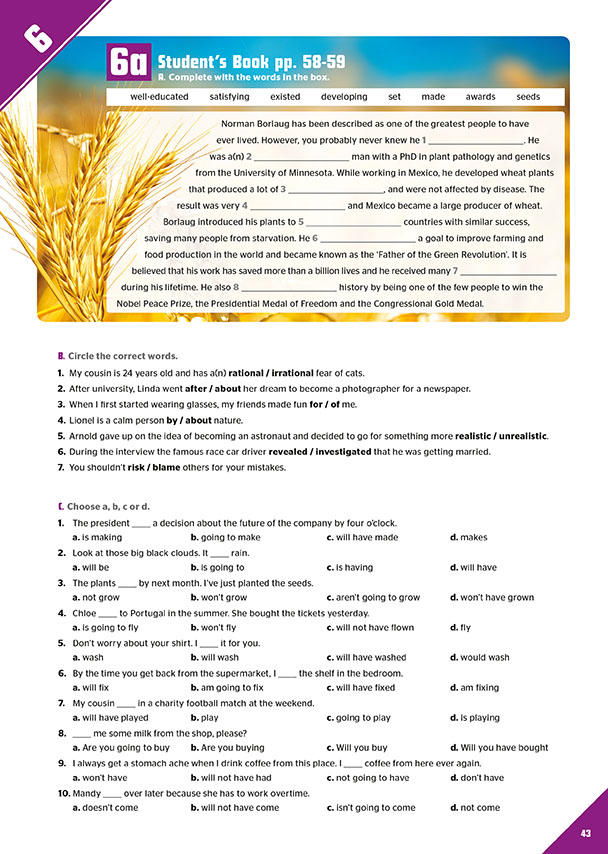 6
6a Student's Book pp. 58-59
A. Complete with the words in the box.
well-educated satisfying existed developing set made awards seeds
Norman Borlaug has been described as one of the greatest people to have
ever lived. However, you probably never knew he 1 ____________________. He
was a(n) 2 ____________________ man with a PhD in plant pathology and genetics
from the University of Minnesota. While working in Mexico, he developed wheat plants
that produced a lot of 3 ____________________, and were not affected by disease. The
result was very 4 ____________________ and Mexico became a large producer of wheat.
Borlaug introduced his plants to 5 ____________________ countries with similar success,
saving many people from starvation. He 6 ____________________ a goal to improve farming and
food production in the world and became known as the 'Father of the Green Revolution'. It is
believed that his work has saved more than a billion lives and he received many 7 ____________________
during his lifetime. He also 8 ____________________ history by being one of the few people to win the
Nobel Peace Prize, the Presidential Medal of Freedom and the Congressional Gold Medal.
B. Circle the correct words.
1. My cousin is 24 years old and has a(n) rational / irrational fear of cats.
2. After university, Linda went after / about her dream to become a photographer for a newspaper.
3. When I first started wearing glasses, my friends made fun for / of me.
4. Lionel is a calm person by / about nature.
5. Arnold gave up on the idea of becoming an astronaut and decided to go for something more realistic / unrealistic.
6. During the interview the famous race car driver revealed / investigated that he was getting married.
7. You shouldn't risk / blame others for your mistakes.
C. Choose a, b, c or d.
1. The president ____ a decision about the future of the company by four o'clock.
a. is making b. going to make c. will have made d. makes
2. Look at those big black clouds. It ____ rain.
a. will be b. is going to c. is having d. will have
3. The plants ____ by next month. I've just planted the seeds.
a. not grow b. won't grow c. aren't going to grow d. won't have grown
4. Chloe ____ to Portugal in the summer. She bought the tickets yesterday.
a. is going to fly b. won't fly c. will not have flown d. fly
5. Don't worry about your shirt. I ____ it for you.
a. wash b. will wash c. will have washed d. would wash
6. By the time you get back from the supermarket, I ____ the shelf in the bedroom.
a. will fix b. am going to fix c. will have fixed d. am fixing
7. My cousin ____ in a charity football match at the weekend.
a. will have played b. play c. going to play d. is playing
8. ____ me some milk from the shop, please?
a. Are you going to buy b. Are you buying c. Will you buy d. Will you have bought
9. I always get a stomach ache when I drink coffee from this place. I ____ coffee from here ever again.
a. won't have b. will not have had c. not going to have d. don't have
10. Mandy ____ over later because she has to work overtime.
a. doesn't come b. will not have come c. isn't going to come d. not come
43